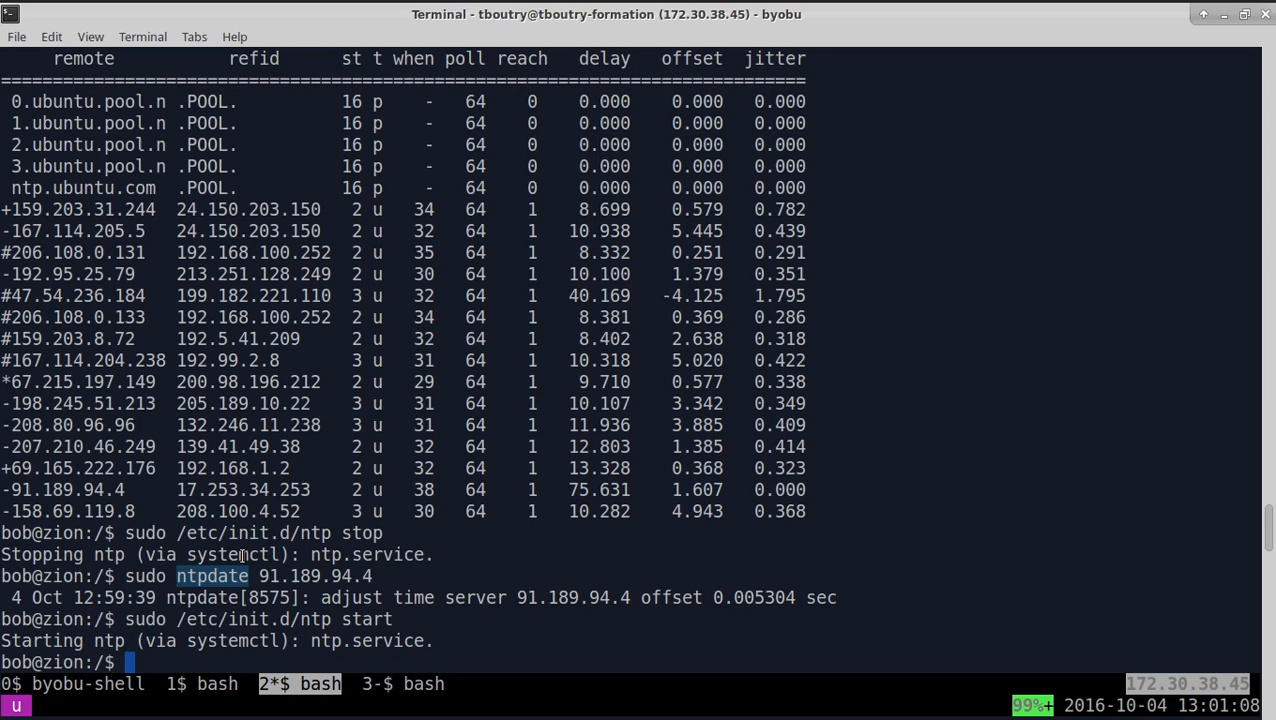 Terminal - tboutry@tboutry-formation (172.30.38.45) - byobu
File Edit View Terminal Tabs Help
remote refid st t when poll reach delay offset jitter
==============================================================================
0.ubuntu.pool.n .POOL. 16 p - 64 0 0.000 0.000 0.000
1.ubuntu.pool.n .POOL. 16 p - 64 0 0.000 0.000 0.000
2.ubuntu.pool.n .POOL. 16 p - 64 0 0.000 0.000 0.000
3.ubuntu.pool.n .POOL. 16 p - 64 0 0.000 0.000 0.000
ntp.ubuntu.com .POOL. 16 p - 64 0 0.000 0.000 0.000
+159.203.31.244 24.150.203.150 2 u 34 64 1 8.699 0.579 0.782
-167.114.205.5 24.150.203.150 2 u 32 64 1 10.938 5.445 0.439
#206.108.0.131 192.168.100.252 2 u 35 64 1 8.332 0.251 0.291
-192.95.25.79 213.251.128.249 2 u 30 64 1 10.100 1.379 0.351
#47.54.236.184 199.182.221.110 3 u 32 64 1 40.169 -4.125 1.795
#206.108.0.133 192.168.100.252 2 u 34 64 1 8.381 0.369 0.286
#159.203.8.72 192.5.41.209 2 u 32 64 1 8.402 2.638 0.318
#167.114.204.238 192.99.2.8 3 u 31 64 1 10.318 5.020 0.422
*67.215.197.149 200.98.196.212 2 u 29 64 1 9.710 0.577 0.338
-198.245.51.213 205.189.10.22 3 u 31 64 1 10.107 3.342 0.349
-208.80.96.96 132.246.11.238 3 u 31 64 1 11.936 3.885 0.409
-207.210.46.249 139.41.49.38 2 u 32 64 1 12.803 1.385 0.414
+69.165.222.176 192.168.1.2 2 u 32 64 1 13.328 0.368 0.323
-91.189.94.4 17.253.34.253 2 u 38 64 1 75.631 1.607 0.000
-158.69.119.8 208.100.4.52 3 u 30 64 1 10.282 4.943 0.368
bob@zion:/$ sudo /etc/init.d/ntp stop
Stopping ntp (via systemctl): ntp.service.
bob@zion:/$ sudo ntpdate 91.189.94.4
4 Oct 12:59:39 ntpdate[8575]: adjust time server 91.189.94.4 offset 0.005304 sec
bob@zion:/$ sudo /etc/init.d/ntp start
Starting ntp (via systemctl): ntp.service.
bob@zion:/$
0$ byobu-shell 1$ bash 2*$ bash 3-$ bash 172.30.38.45
u 99%+ 2016-10-04 13:01:08